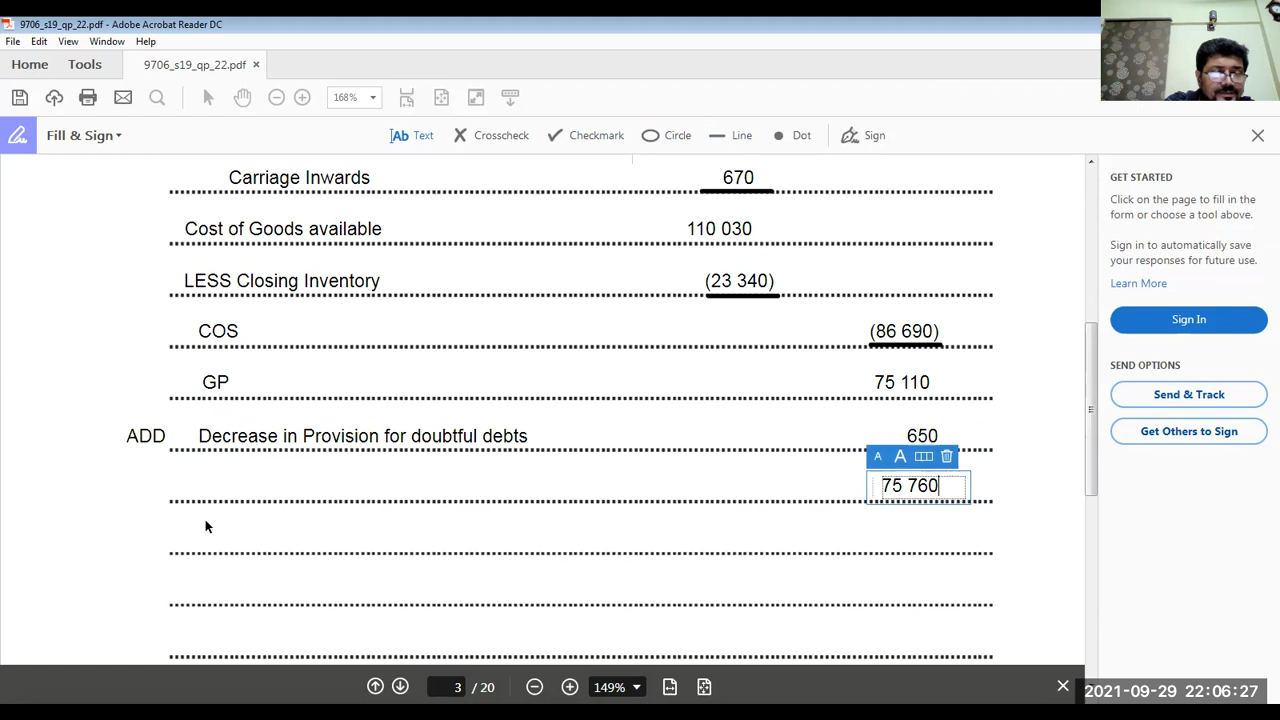 9706_s19_qp_22.pdf - Adobe Acrobat Reader DC
File Edit View Window Help
Home Tools 9706_s19_qp_22.pdf ×
168%
Fill & Sign Ab Text Crosscheck Checkmark Circle Line Dot Sign
Carriage Inwards 670
Cost of Goods available 110 030
LESS Closing Inventory (23 340)
COS (86 690)
GP 75 110
ADD Decrease in Provision for doubtful debts 650
A A
75 760
GET STARTED
Click on the page to fill in the
form or choose a tool above.
Sign in to automatically save
your responses for future use.
Learn More
Sign In
SEND OPTIONS
Send & Track
Get Others to Sign
3 / 20 149%
2021-09-29 22:06:27